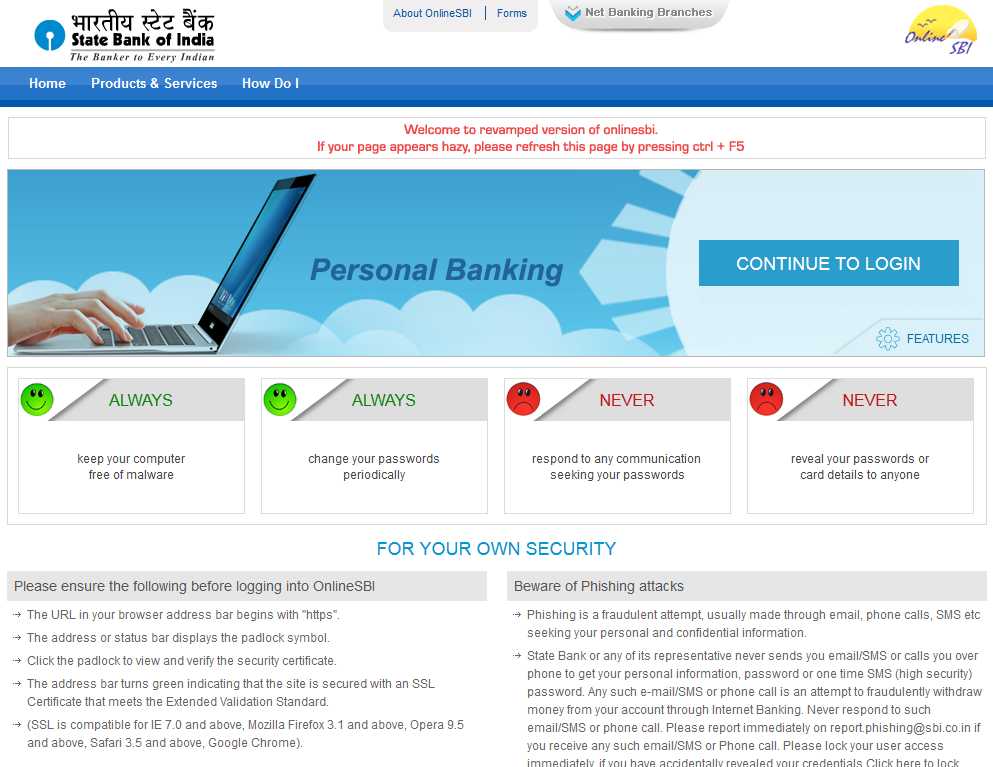 भारतीय स्टेट बैंक
State Bank of India
The Banker to Every Indian
About OnlineSBI | Forms
Net Banking Branches
Online SBI
Home Products & Services How Do I
Welcome to revamped version of onlinesbi.
If your page appears hazy, please refresh this page by pressing ctrl + F5
Personal Banking
CONTINUE TO LOGIN
FEATURES
ALWAYS
keep your computer
free of malware
ALWAYS
change your passwords
periodically
NEVER
respond to any communication
seeking your passwords
NEVER
reveal your passwords or
card details to anyone
FOR YOUR OWN SECURITY
Please ensure the following before logging into OnlineSBI
The URL in your browser address bar begins with "https".
The address or status bar displays the padlock symbol.
Click the padlock to view and verify the security certificate.
The address bar turns green indicating that the site is secured with an SSL
Certificate that meets the Extended Validation Standard.
(SSL is compatible for IE 7.0 and above, Mozilla Firefox 3.1 and above, Opera 9.5
and above, Safari 3.5 and above, Google Chrome).
Beware of Phishing attacks
Phishing is a fraudulent attempt, usually made through email, phone calls, SMS etc
seeking your personal and confidential information.
State Bank or any of its representative never sends you email/SMS or calls you over
phone to get your personal information, password or one time SMS (high security)
password. Any such e-mail/SMS or phone call is an attempt to fraudulently withdraw
money from your account through Internet Banking. Never respond to such
email/SMS or phone call. Please report immediately on report.phishing@sbi.co.in if
you receive any such email/SMS or Phone call. Please lock your user access
immediately, if you have accidentally revealed your credentials.Click here to lock